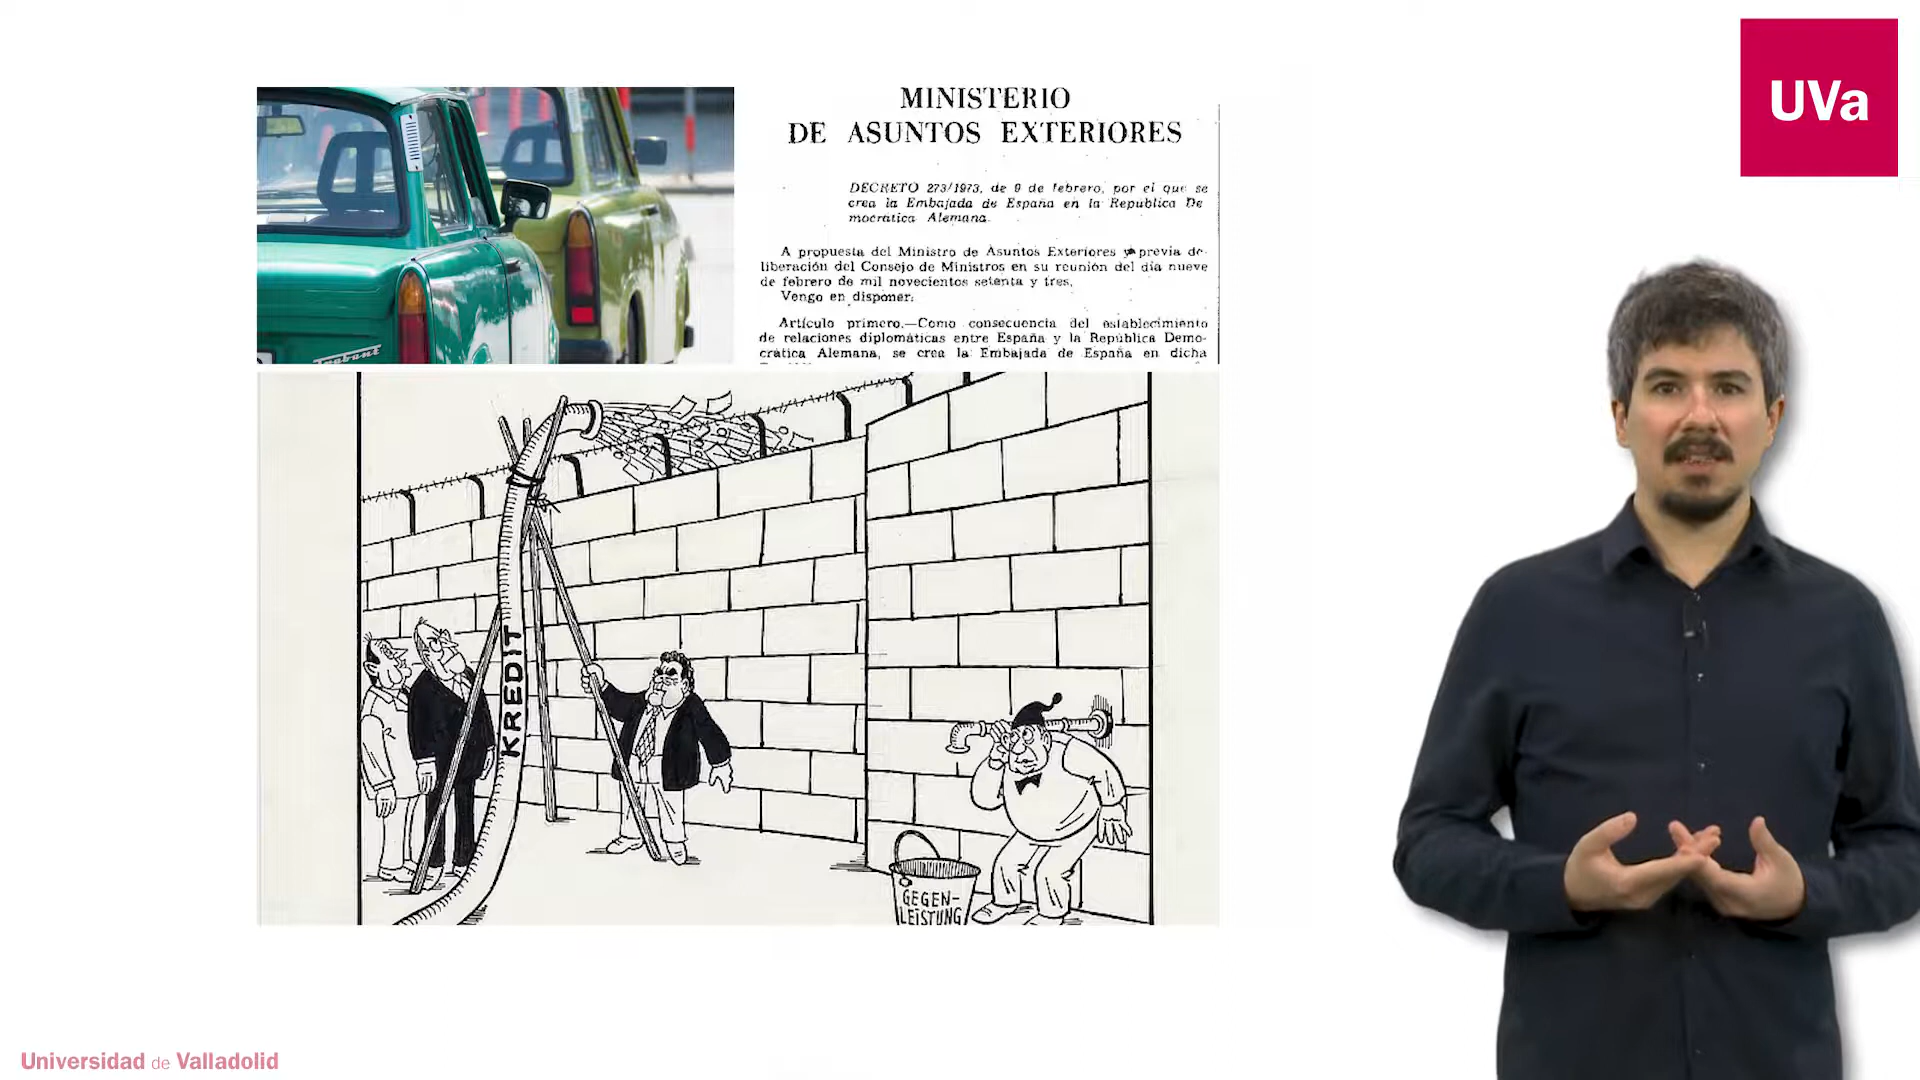 UVa
MINISTERIO
DE ASUNTOS EXTERIORES
DECRETO 273/1973, de 9 de febrero, por el que se
crea la Embajada de España en la Republica De
mocrática Alemana.
A propuesta del Ministro de Asuntos Exteriores y previa de-
liberación del Consejo de Ministros en su reunión del día nueve
de febrero de mil novecientos setenta y tres,
Vengo en disponer:
Artículo primero.—Como consecuencia del establecimiento
de relaciones diplomáticas entre España y la República Demo-
crática Alemana, se crea la Embajada de España en dicha
Trabant
KREDIT
GEGEN-
LEISTUNG
Universidad de Valladolid